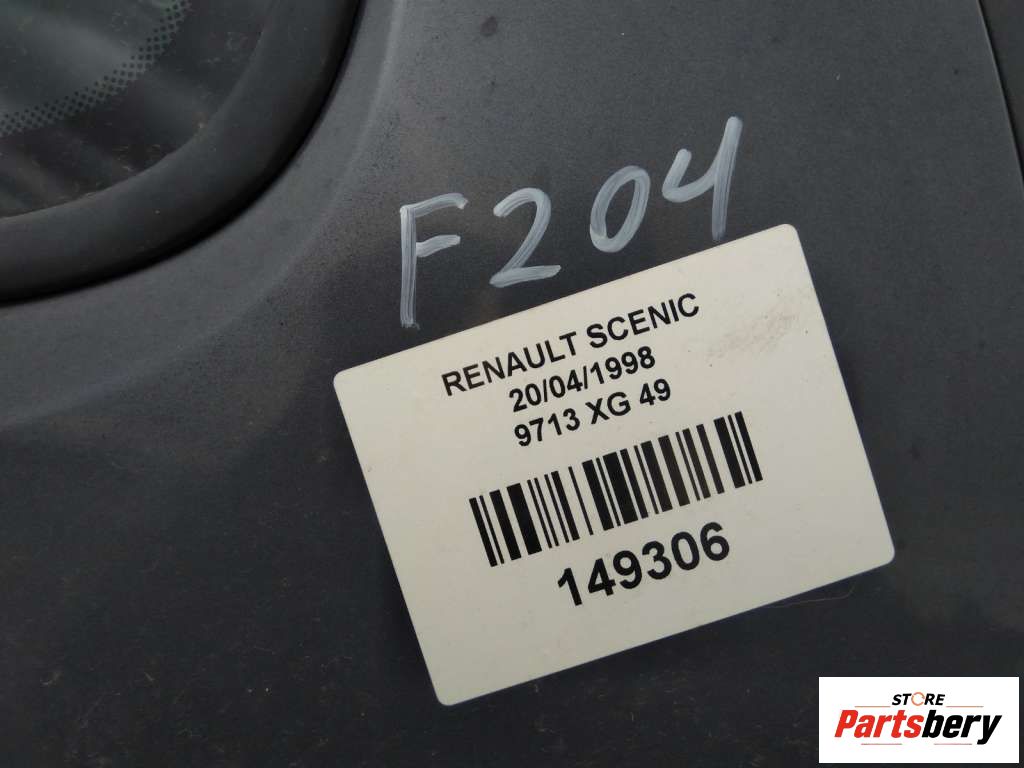 F204
RENAULT SCENIC
20/04/1998
9713 XG 49
149306
STORE
Partsbery